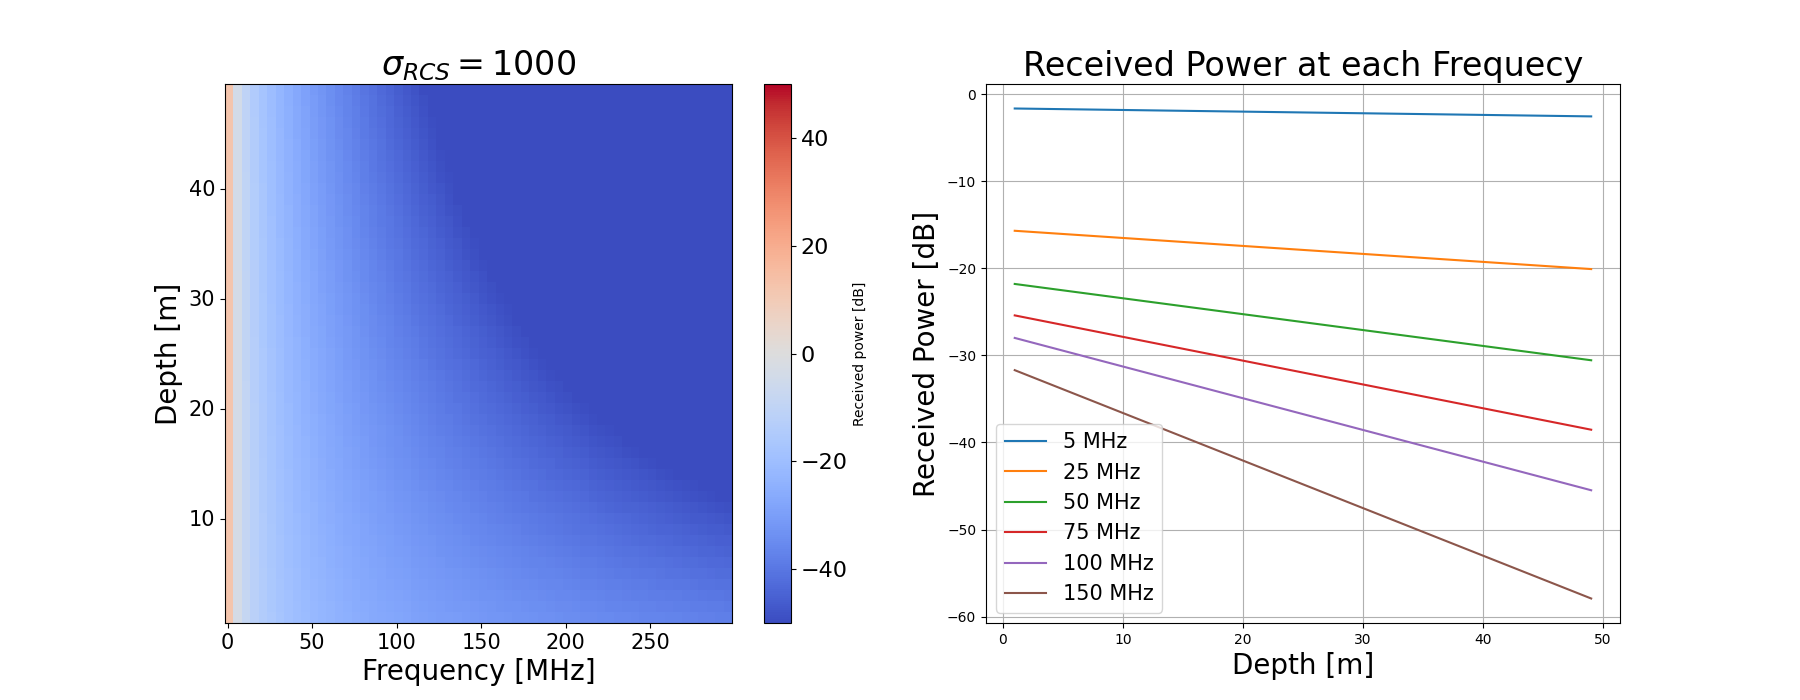 σRCS = 1000
40
30
20
10
0
50
100
150
200
250
Depth [m]
Frequency [MHz]
40
20
0
−20
−40
Received power [dB]
Received Power at each Frequecy
0
−10
−20
−30
−40
−50
−60
Received Power [dB]
5 MHz
25 MHz
50 MHz
75 MHz
100 MHz
150 MHz
0
10
20
30
40
50
Depth [m]